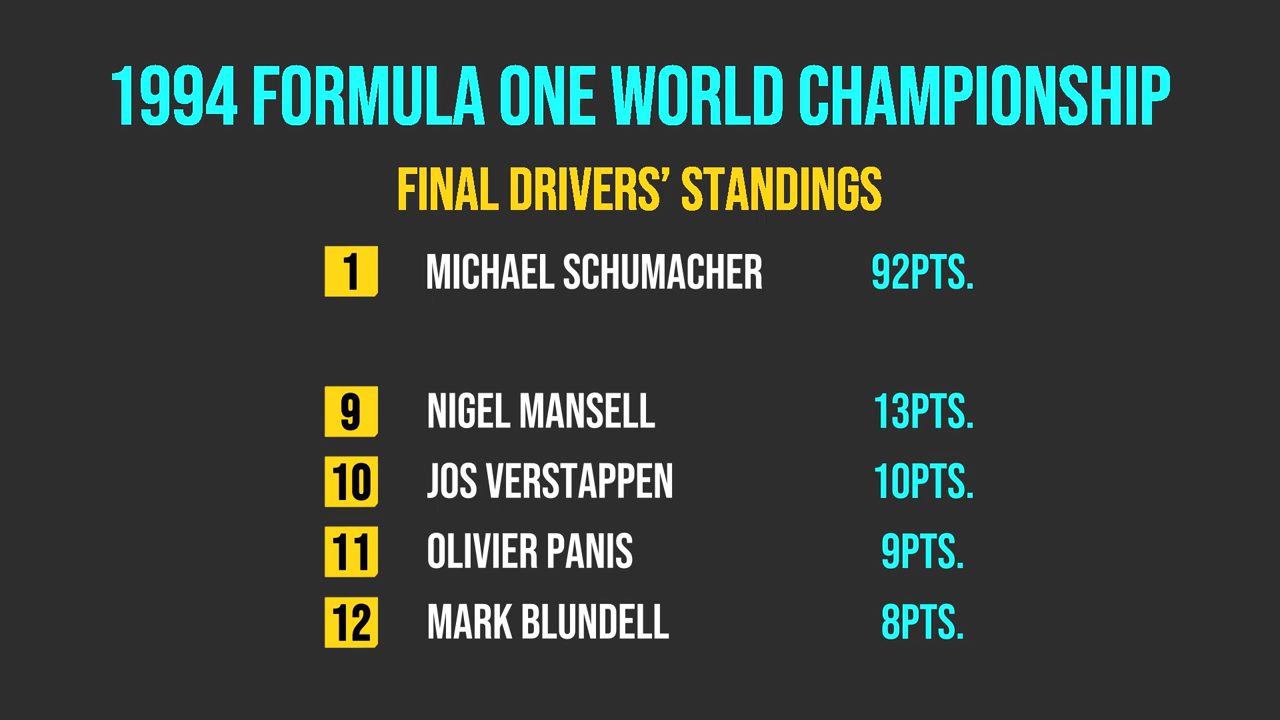 1994 FORMULA ONE WORLD CHAMPIONSHIP
FINAL DRIVERS’ STANDINGS
1 MICHAEL SCHUMACHER 92PTS.
9 NIGEL MANSELL 13PTS.
10 JOS VERSTAPPEN 10PTS.
11 OLIVIER PANIS 9PTS.
12 MARK BLUNDELL 8PTS.